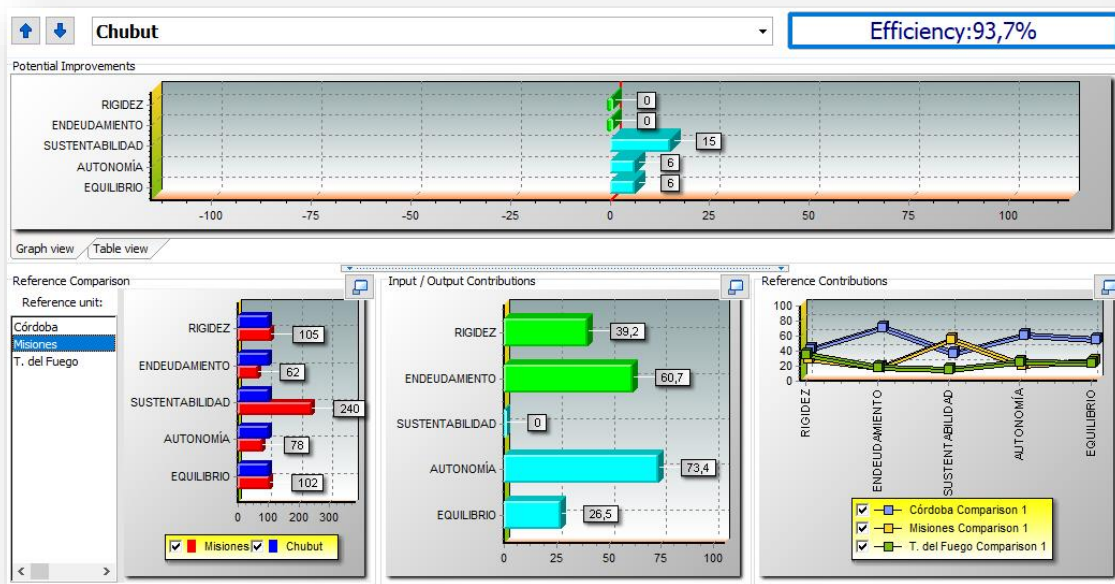 Chubut
Efficiency:93,7%
Potential Improvements
RIGIDEZ
0
ENDEUDAMIENTO
0
SUSTENTABILIDAD
15
AUTONOMÍA
6
EQUILIBRIO
6
-100 -75 -50 -25 0 25 50 75 100
Graph view Table view
Reference Comparison
Reference unit:
Córdoba
Misiones
T. del Fuego
RIGIDEZ
105
ENDEUDAMIENTO
62
SUSTENTABILIDAD
240
AUTONOMÍA
78
EQUILIBRIO
102
0 100 200 300
Misiones Chubut
Input / Output Contributions
RIGIDEZ
39,2
ENDEUDAMIENTO
60,7
SUSTENTABILIDAD
0
AUTONOMÍA
73,4
EQUILIBRIO
26,5
0 25 50 75 100
Reference Contributions
100
80
60
40
20
0
RIGIDEZ
ENDEUDAMIENTO
SUSTENTABILIDAD
AUTONOMÍA
EQUILIBRIO
Córdoba Comparison 1
Misiones Comparison 1
T. del Fuego Comparison 1